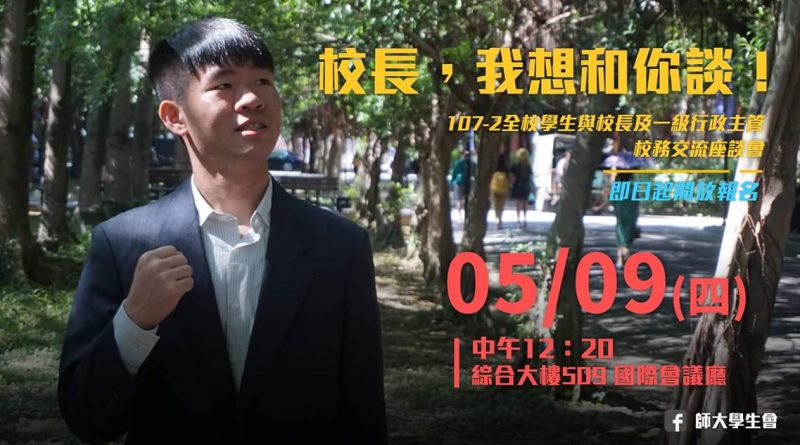 校長，我想和你談！
107-2全校學生與校長及一級行政主管
校務交流座談會
即日起開放報名
05/09(四)
中午12：20
綜合大樓509 國際會議廳
師大學生會